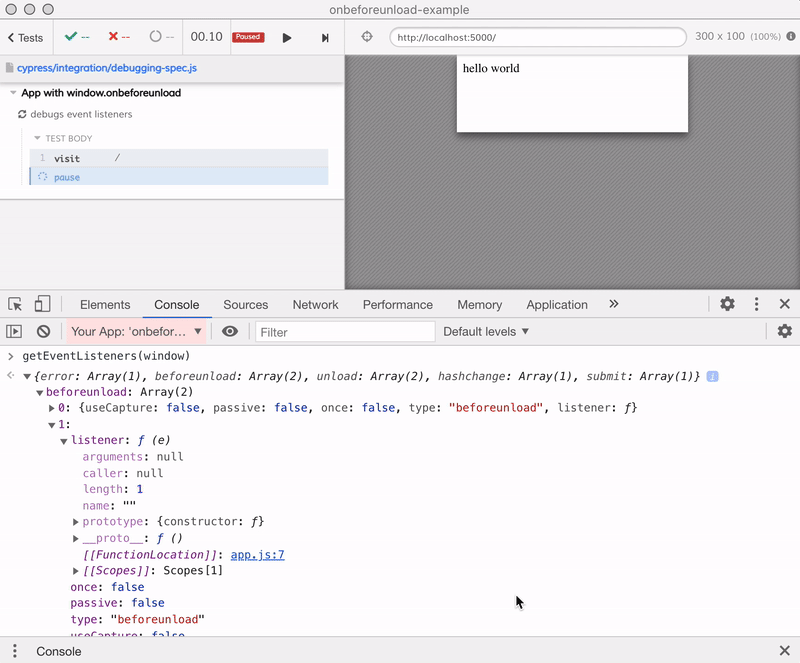 onbeforeunload-example
Tests -- -- -- 00.10 Paused http://localhost:5000/ 300 x 100 (100%)
cypress/integration/debugging-spec.js
hello world
App with window.onbeforeunload
debugs event listeners
TEST BODY
1 visit /
pause
Elements Console Sources Network Performance Memory Application
Your App: 'onbefor... Filter Default levels
getEventListeners(window)
{error: Array(1), beforeunload: Array(2), unload: Array(2), hashchange: Array(1), submit: Array(1)}
beforeunload: Array(2)
0: {useCapture: false, passive: false, once: false, type: "beforeunload", listener: ƒ}
1:
listener: ƒ (e)
arguments: null
caller: null
length: 1
name: ""
prototype: {constructor: ƒ}
__proto__: ƒ ()
[[FunctionLocation]]: app.js:7
[[Scopes]]: Scopes[1]
once: false
passive: false
type: "beforeunload"
useCapture: false
Console